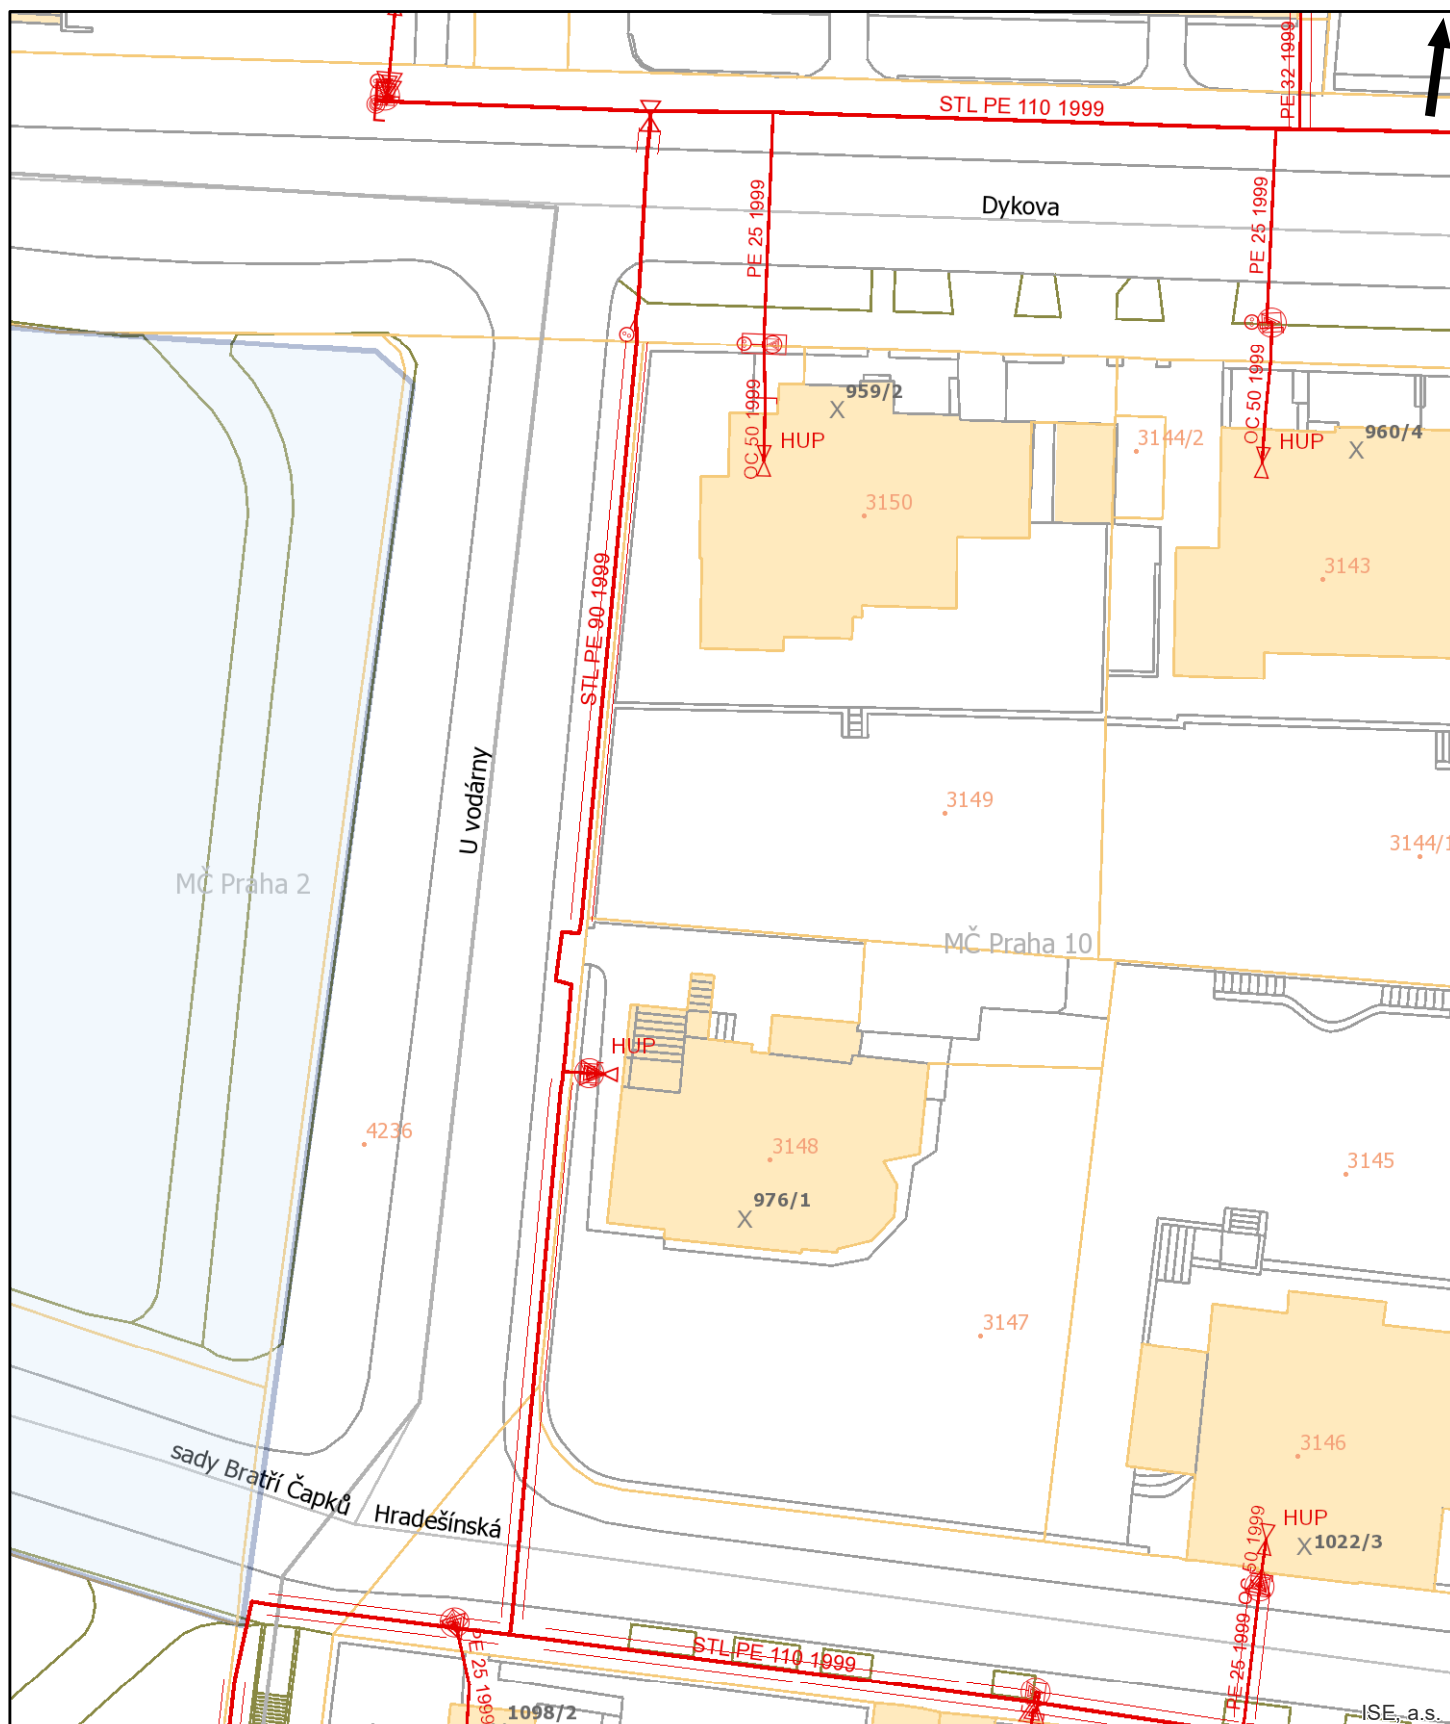 STL PE 110 1999
PE 32 1999
Dykova
PE 25 1999
PE 25 1999
OC 50 1999
959/2
HUP
OC 50 1999
HUP
960/4
3144/2
3150
3143
STL PE 90 1999
U vodárny
3149
3144/1
MČ Praha 2
MČ Praha 10
HUP
4236
3148
976/1
3145
3147
3146
sady Bratří Čapků
Hradešínská
HUP
1022/3
OC 50 1999
PE 25 1999
STL PE 110 1999
PE 25 1999
1098/2
ISE, a.s.